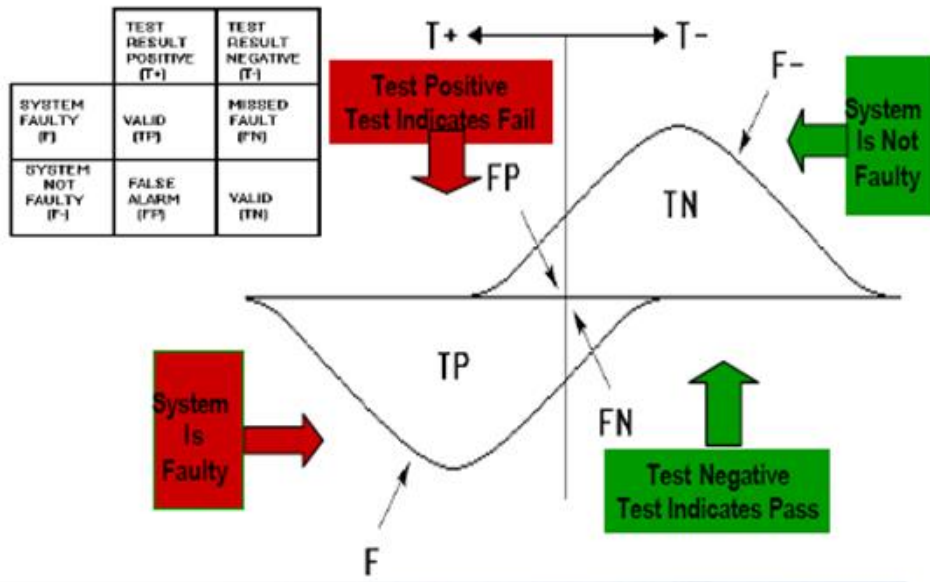 TEST
RESULT
POSITIVE
(T+)
TEST
RESULT
NEGATIVE
(T-)
SYSTEM
FAULTY
(F)
VALID
(TP)
MISSED
FAULT
(FN)
SYSTEM
NOT
FAULTY
(F-)
FALSE
ALARM
(FP)
VALID
(TN)
T+
T-
Test Positive
Test Indicates Fail
F-
System
Is Not
Faulty
FP
TN
TP
System
Is
Faulty
FN
Test Negative
Test Indicates Pass
F